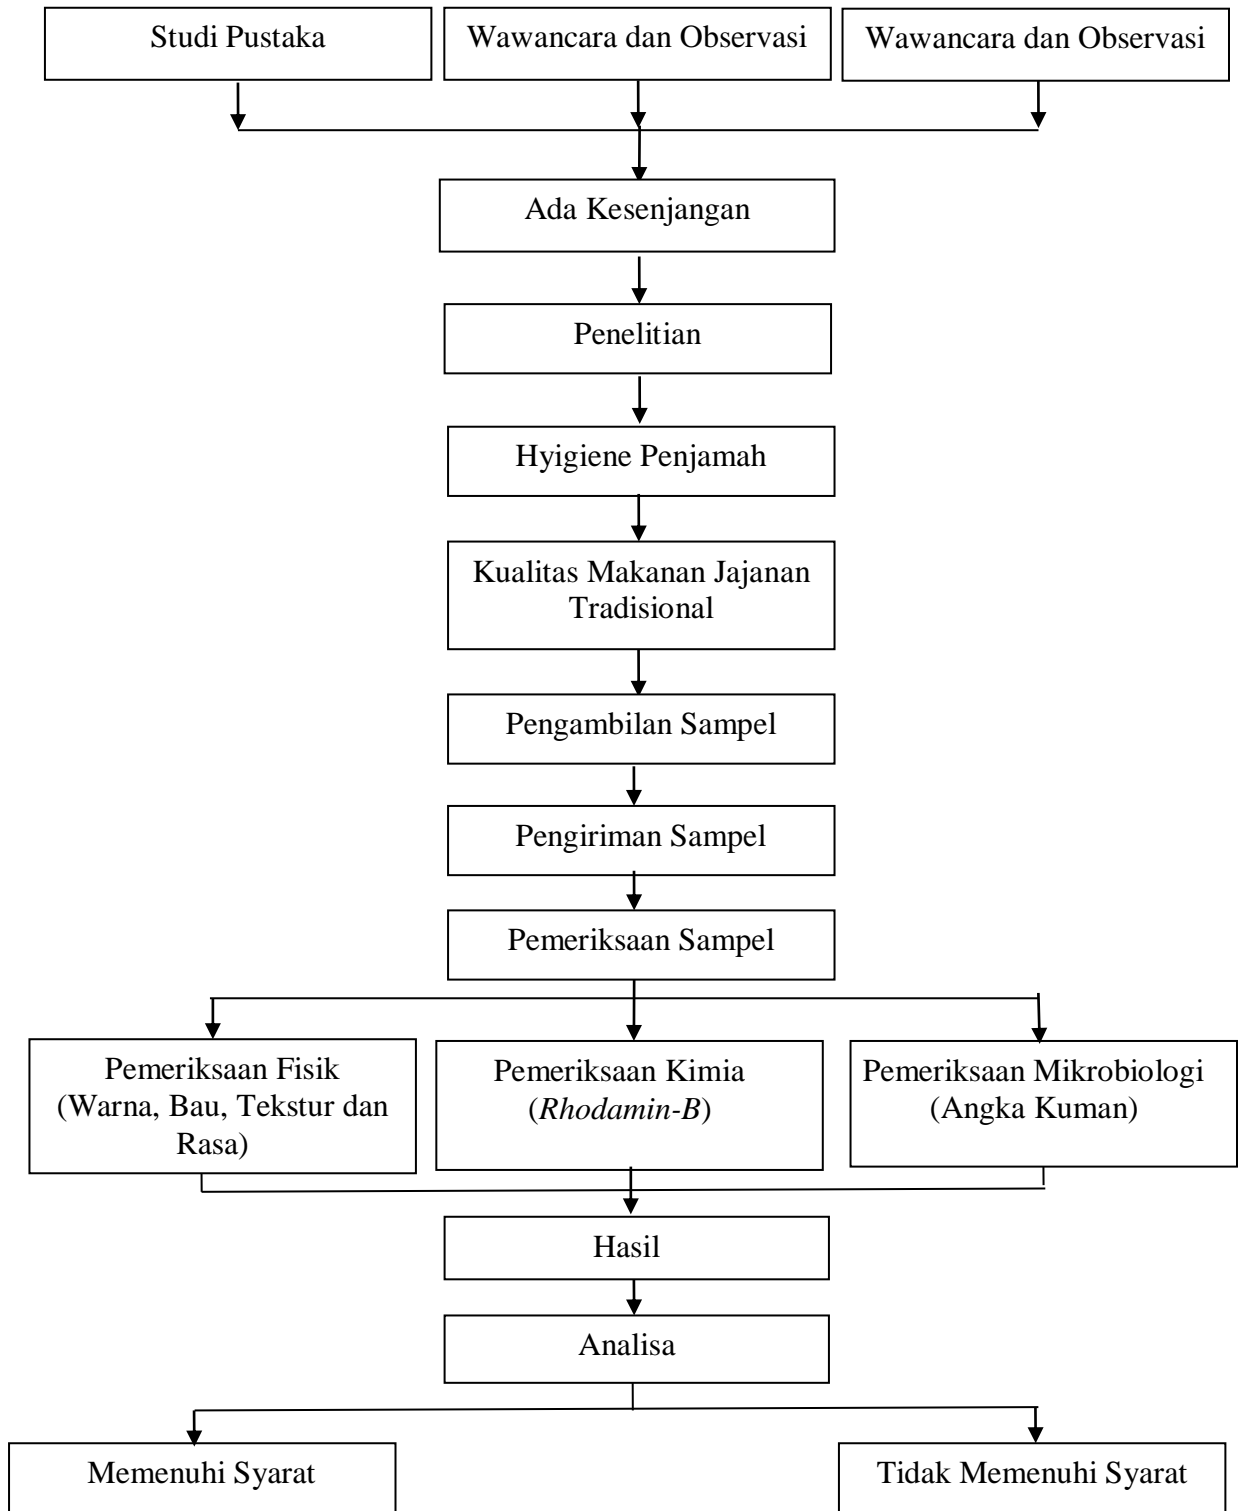 Studi Pustaka
Wawancara dan Observasi
Wawancara dan Observasi
Ada Kesenjangan
Penelitian
Hyigiene Penjamah
Kualitas Makanan Jajanan
Tradisional
Pengambilan Sampel
Pengiriman Sampel
Pemeriksaan Sampel
Pemeriksaan Fisik
(Warna, Bau, Tekstur dan
Rasa)
Pemeriksaan Kimia
(Rhodamin-B)
Pemeriksaan Mikrobiologi
(Angka Kuman)
Hasil
Analisa
Memenuhi Syarat
Tidak Memenuhi Syarat